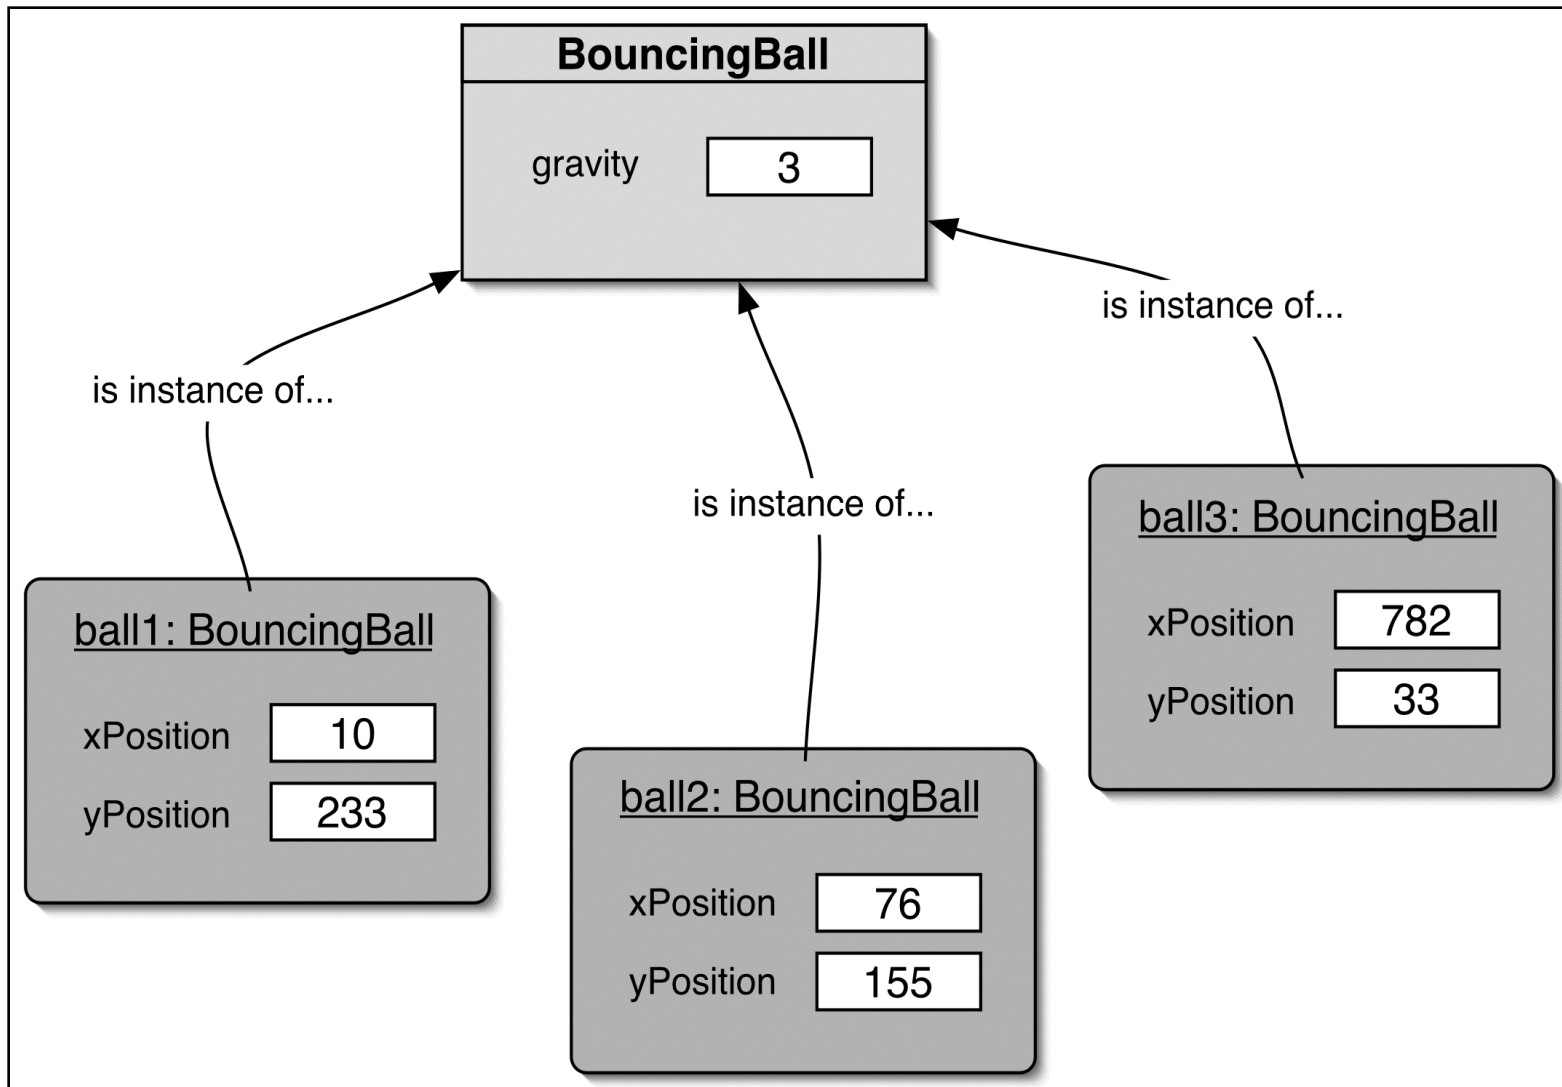 BouncingBall
gravity 3
is instance of...
is instance of...
is instance of...
ball1: BouncingBall
xPosition 10
yPosition 233
ball2: BouncingBall
xPosition 76
yPosition 155
ball3: BouncingBall
xPosition 782
yPosition 33